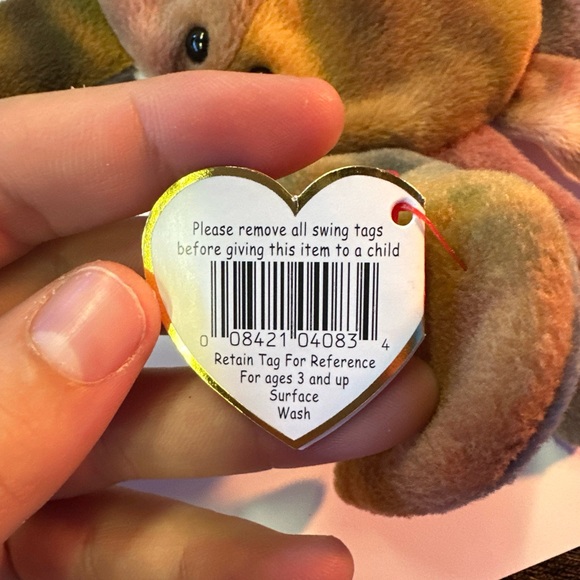 Please remove all swing tags
before giving this item to a child
0 08421 04083 4
Retain Tag For Reference
For ages 3 and up
Surface
Wash